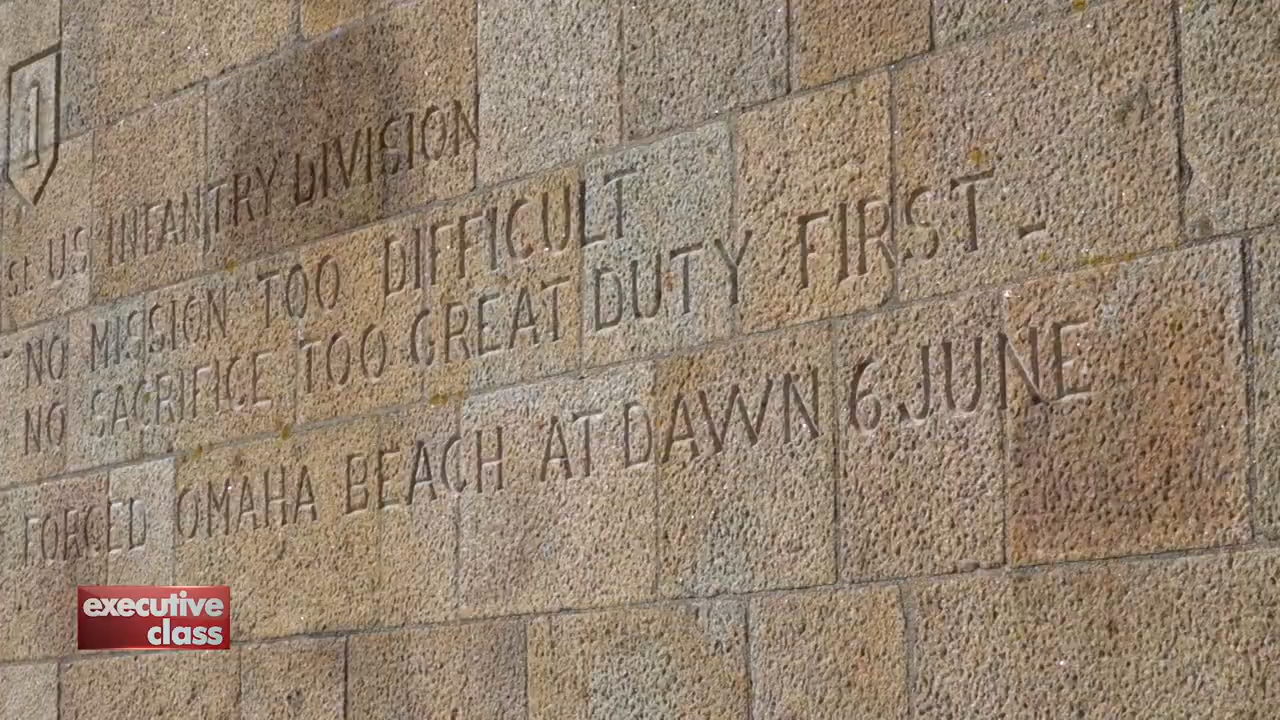 1
ST. US INFANTRY DIVISION
NO MISSION TOO DIFFICULT
NO SACRIFICE TOO GREAT DUTY FIRST -
FORCED OMAHA BEACH AT DAWN 6 JUNE
executive
class